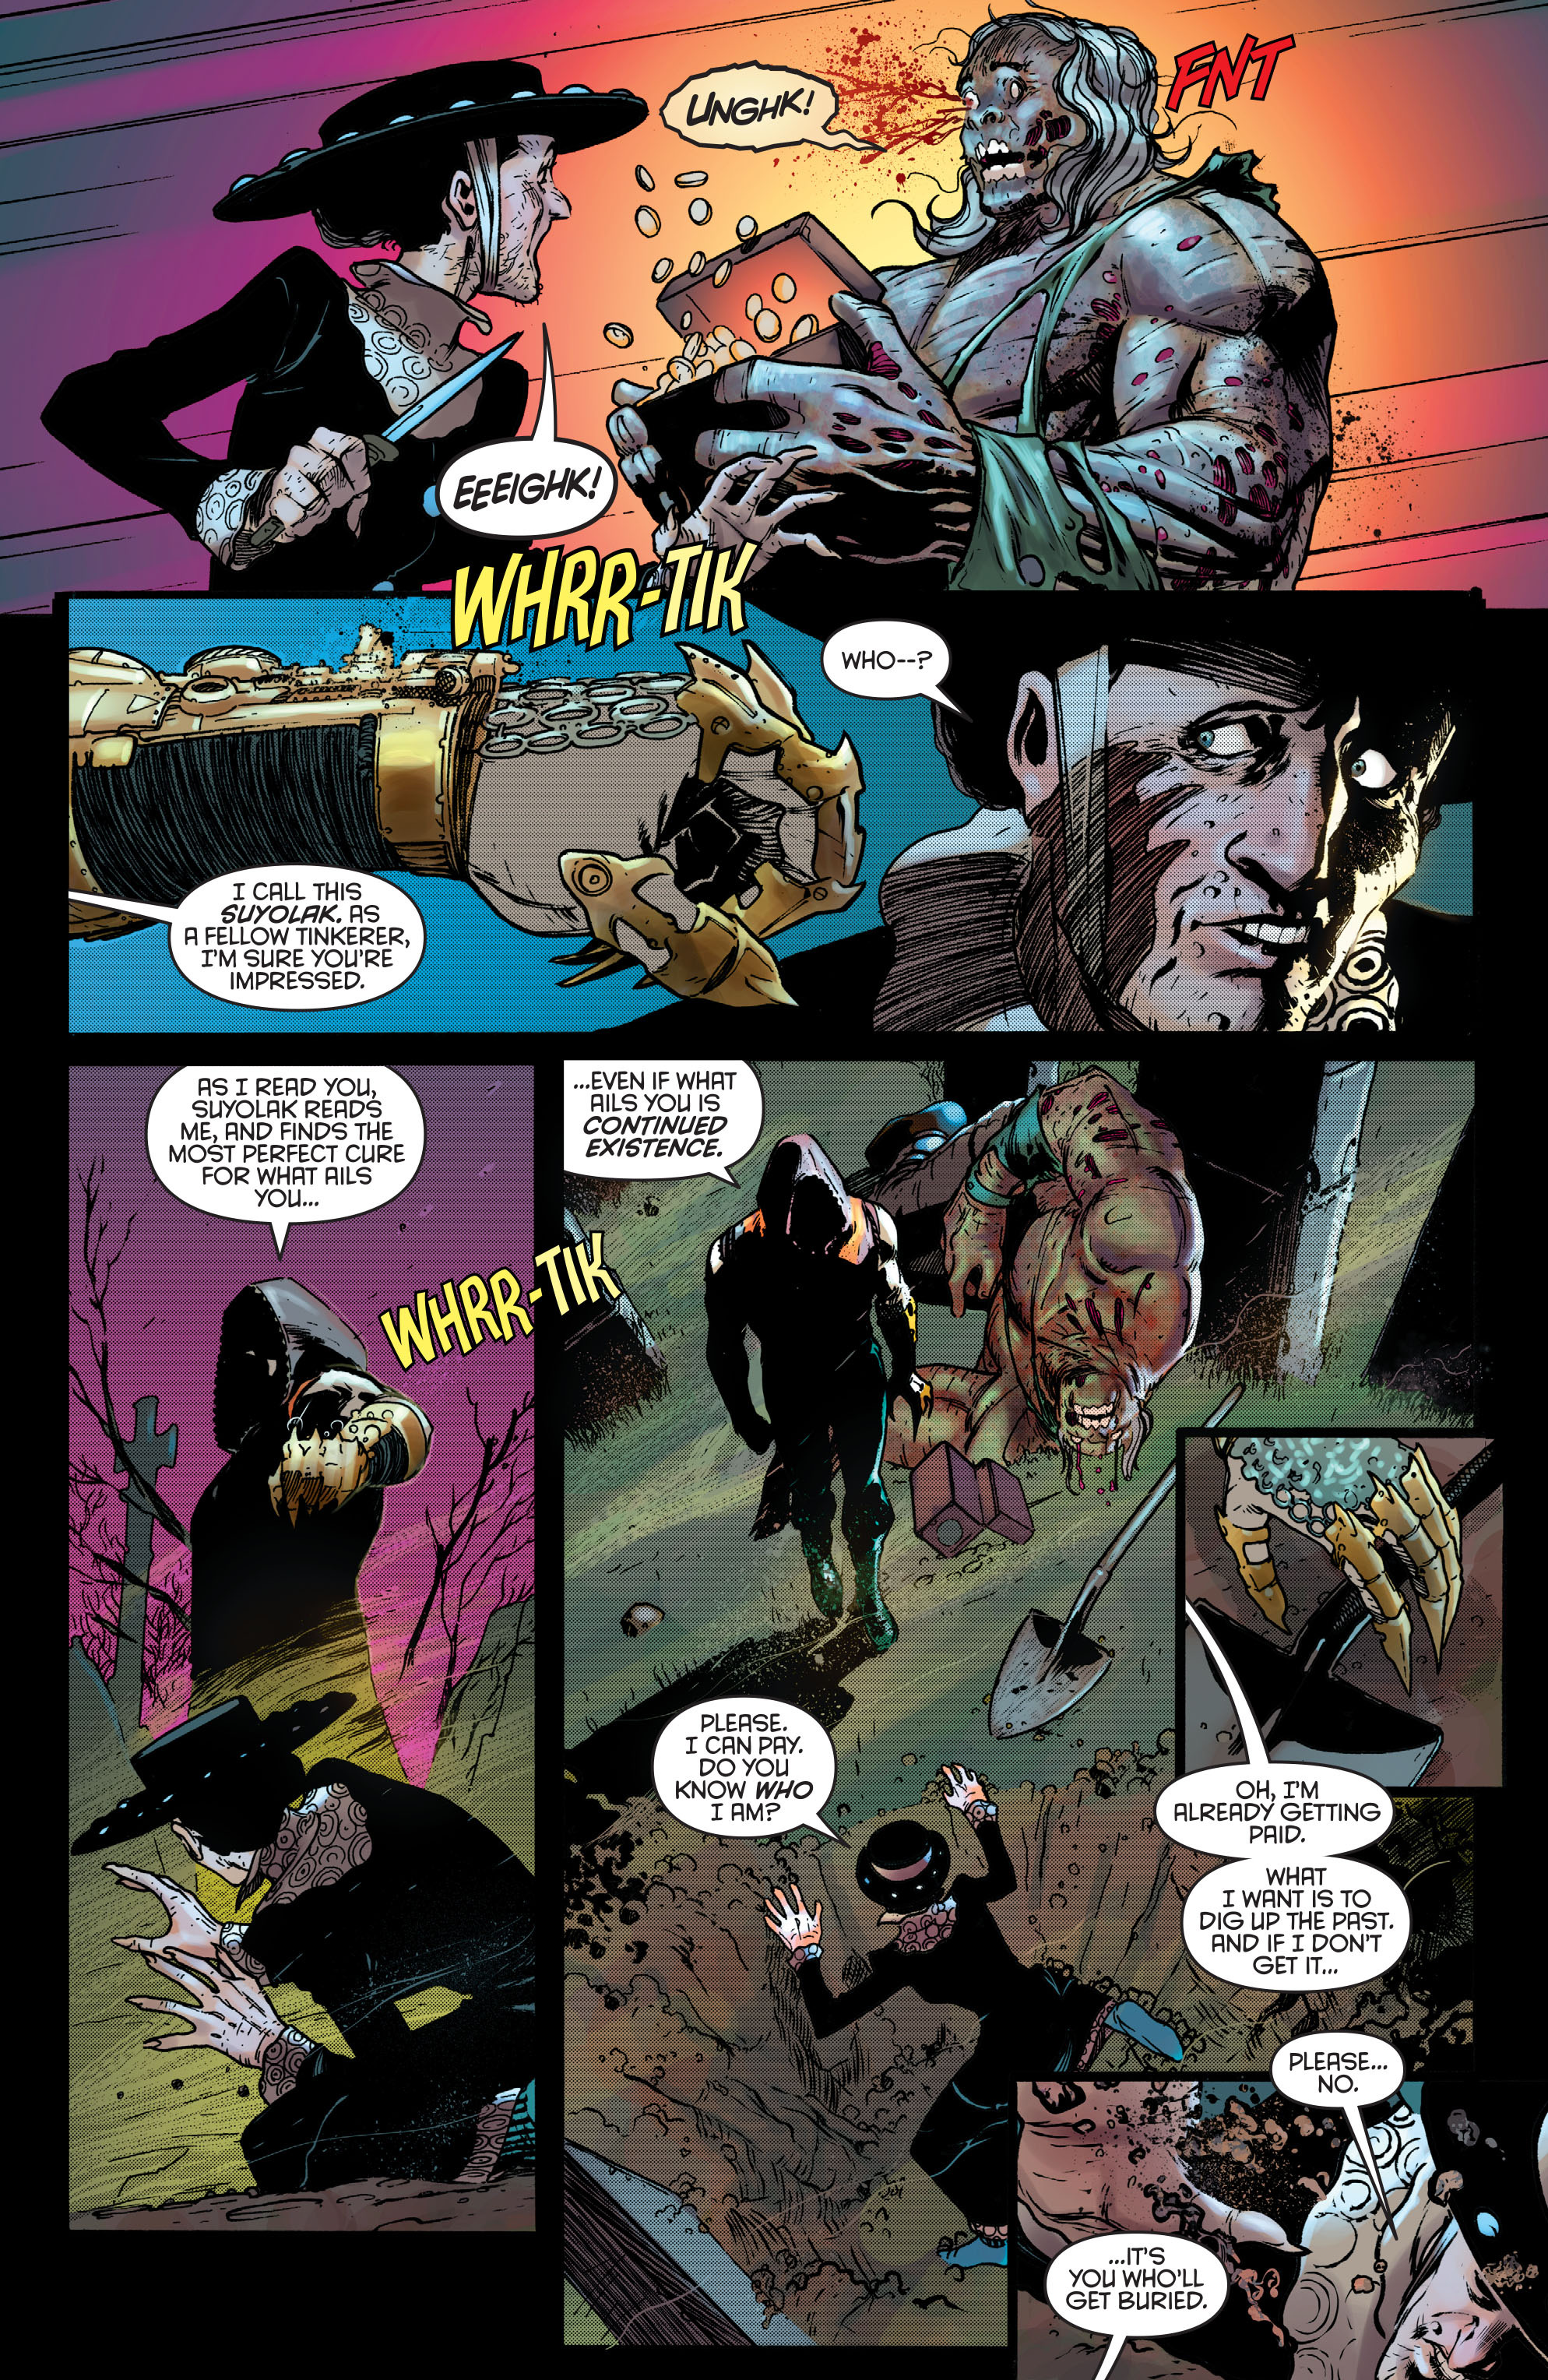 UNGHK!
FNT
EEEIGHK!
WHRR-TIK
WHO--?
I CALL THIS
SUYOLAK. AS
A FELLOW TINKERER,
I'M SURE YOU'RE
IMPRESSED.
AS I READ YOU,
SUYOLAK READS
ME, AND FINDS THE
MOST PERFECT CURE
FOR WHAT AILS
YOU...
WHRR-TIK
...EVEN IF WHAT
AILS YOU IS
CONTINUED
EXISTENCE.
PLEASE.
I CAN PAY.
DO YOU
KNOW WHO
I AM?
OH, I'M
ALREADY GETTING
PAID.
WHAT
I WANT IS TO
DIG UP THE PAST.
AND IF I DON'T
GET IT...
PLEASE...
NO.
...IT'S
YOU WHO'LL
GET BURIED.